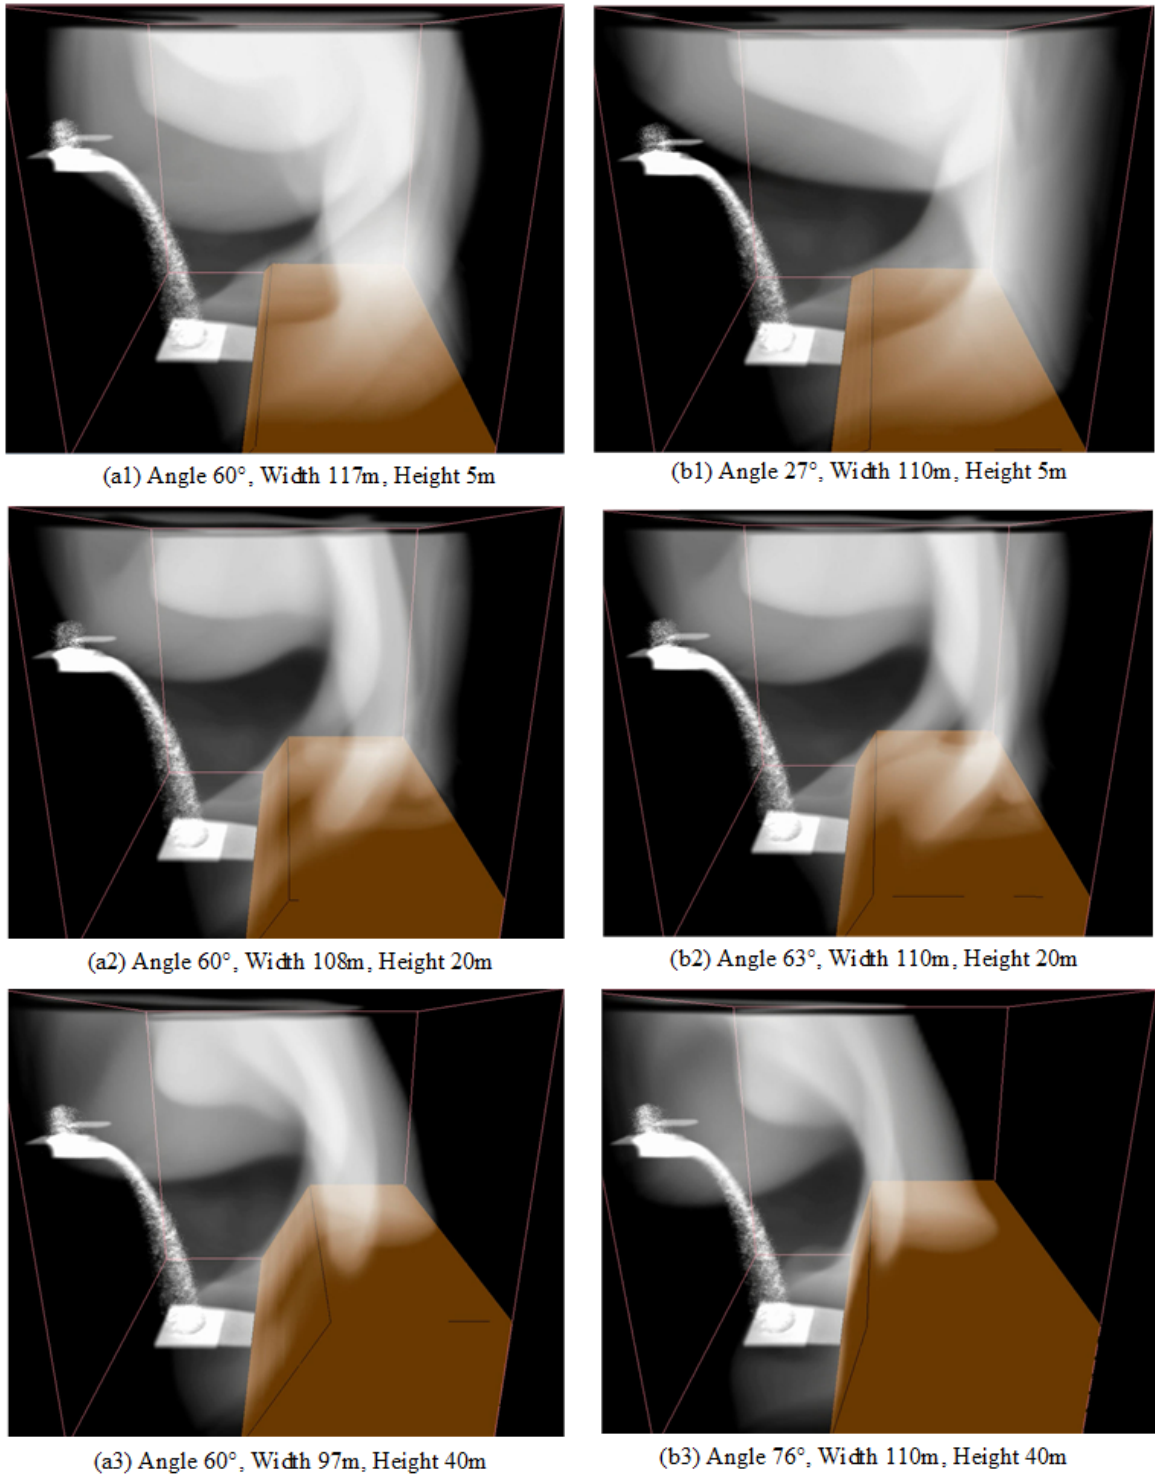 (a1) Angle 60°, Width 117m, Height 5m
(b1) Angle 27°, Width 110m, Height 5m
(a2) Angle 60°, Width 108m, Height 20m
(b2) Angle 63°, Width 110m, Height 20m
(a3) Angle 60°, Width 97m, Height 40m
(b3) Angle 76°, Width 110m, Height 40m